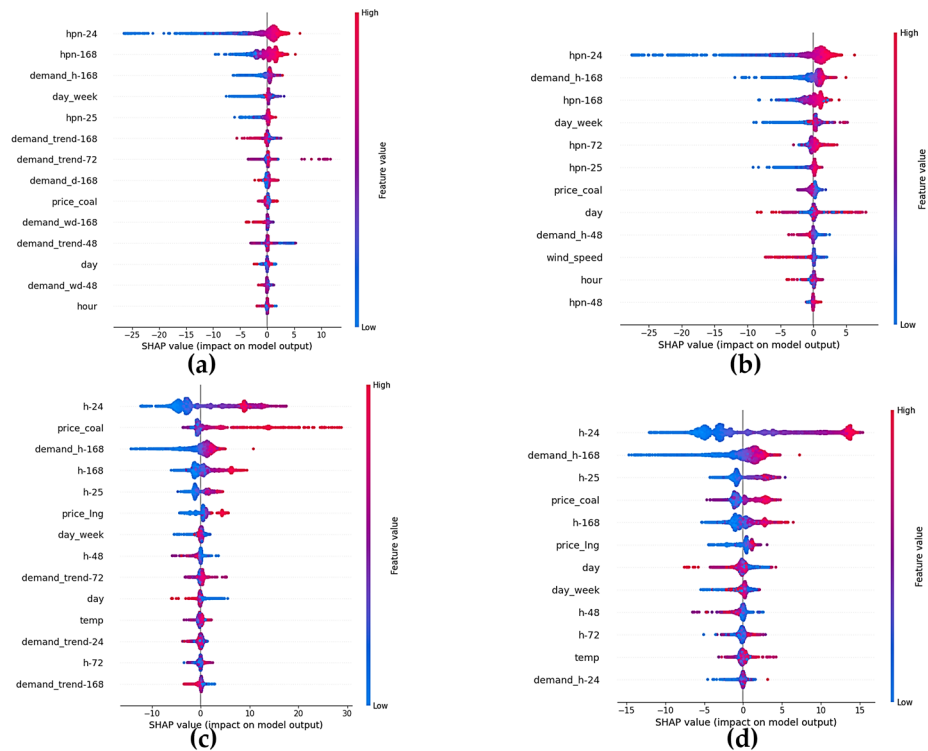 High
hpn-24
hpn-168
demand_h-168
day_week
hpn-25
demand_trend-168
demand_trend-72
demand_d-168
price_coal
demand_wd-168
demand_trend-48
day
demand_wd-48
hour
Feature value
Low
−25 −20 −15 −10 −5 0 5 10
SHAP value (impact on model output)
(a)
High
hpn-24
demand_h-168
hpn-168
day_week
hpn-72
hpn-25
price_coal
day
demand_h-48
wind_speed
hour
hpn-48
Feature value
Low
−25 −20 −15 −10 −5 0 5
SHAP value (impact on model output)
(b)
High
h-24
price_coal
demand_h-168
h-168
h-25
price_lng
day_week
h-48
demand_trend-72
day
temp
demand_trend-24
h-72
demand_trend-168
Feature value
Low
−10 0 10 20 30
SHAP value (impact on model output)
(c)
High
h-24
demand_h-168
h-25
price_coal
h-168
price_lng
day
day_week
h-48
h-72
temp
demand_h-24
Feature value
Low
−15 −10 −5 0 5 10 15
SHAP value (impact on model output)
(d)